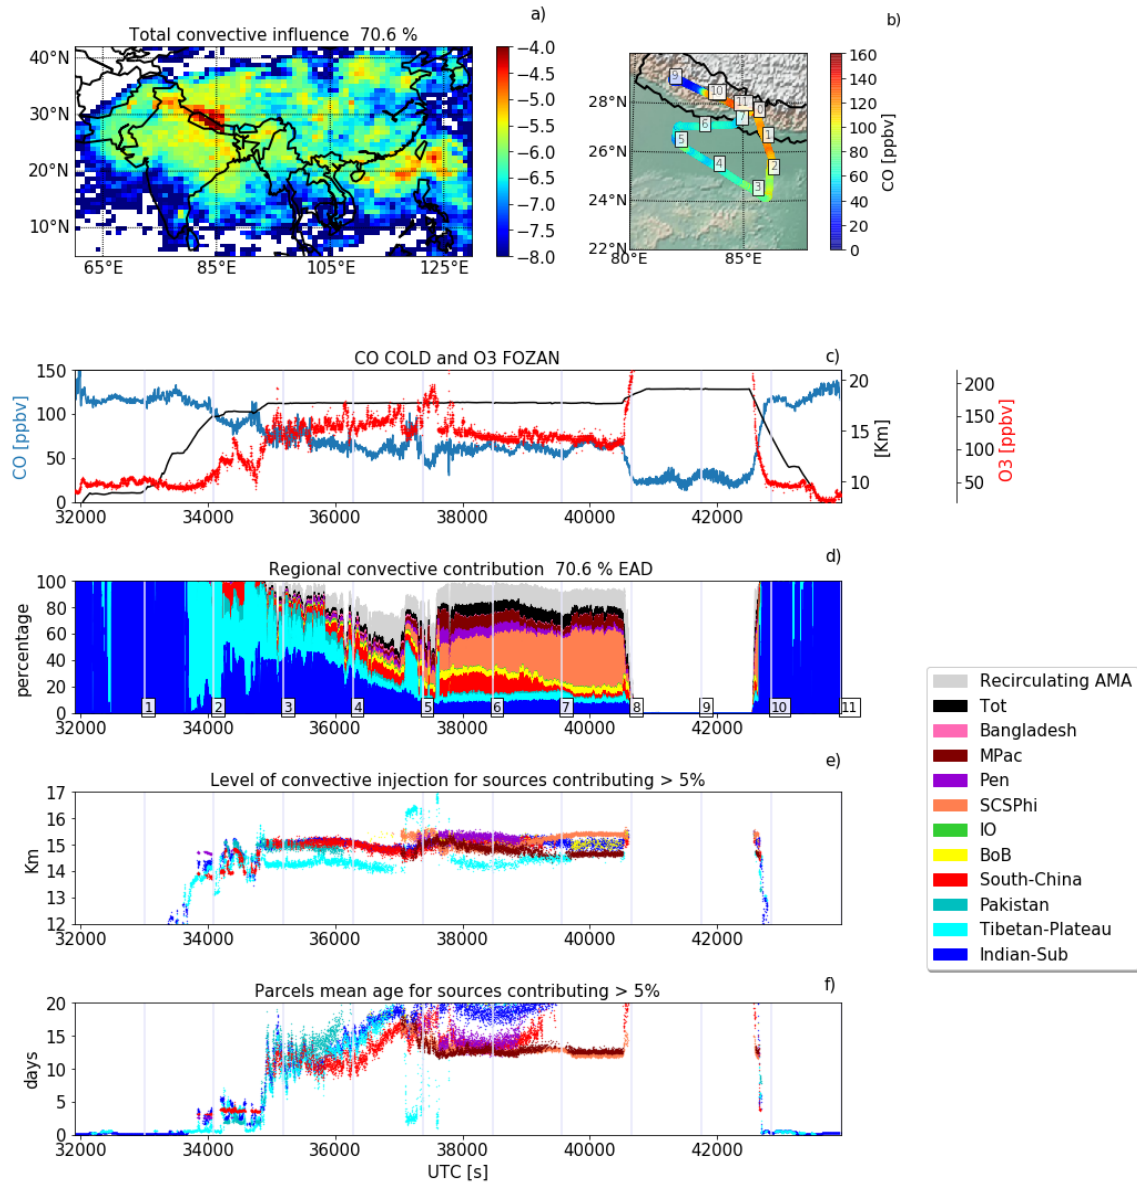 a)
Total convective influence 70.6 %
40°N
30°N
20°N
10°N
65°E
85°E
105°E
125°E
−4.0
−4.5
−5.0
−5.5
−6.0
−6.5
−7.0
−7.5
−8.0
b)
28°N
26°N
24°N
22°N
80°E
85°E
9
10
11
0
7
6
1
5
4
2
3
160
140
120
100
80
60
40
20
0
CO [ppbv]
CO COLD and O3 FOZAN
c)
CO [ppbv]
150
100
50
0
32000
34000
36000
38000
40000
42000
20
15
10
[Km]
200
150
100
50
O3 [ppbv]
d)
Regional convective contribution 70.6 % EAD
percentage
100
80
60
40
20
0
1
2
3
4
5
6
7
8
9
10
11
32000
34000
36000
38000
40000
42000
e)
Level of convective injection for sources contributing > 5%
Km
17
16
15
14
13
12
32000
34000
36000
38000
40000
42000
f)
Parcels mean age for sources contributing > 5%
days
20
15
10
5
0
32000
34000
36000
38000
40000
42000
UTC [s]
Recirculating AMA
Tot
Bangladesh
MPac
Pen
SCSPhi
IO
BoB
South-China
Pakistan
Tibetan-Plateau
Indian-Sub